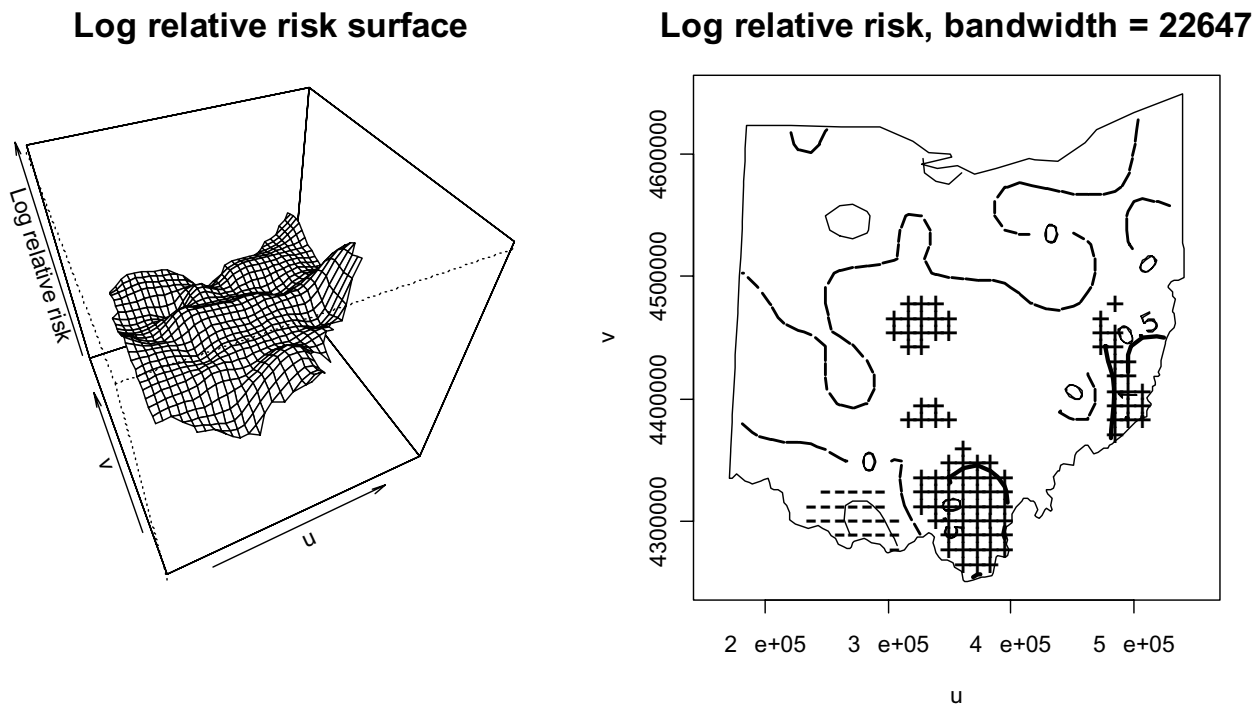 Log relative risk surface
Log relative risk
v
u
Log relative risk, bandwidth = 22647
v
4600000
4500000
4400000
4300000
0
0
0 5
0
0
0 5
2 e+05 3 e+05 4 e+05 5 e+05
u